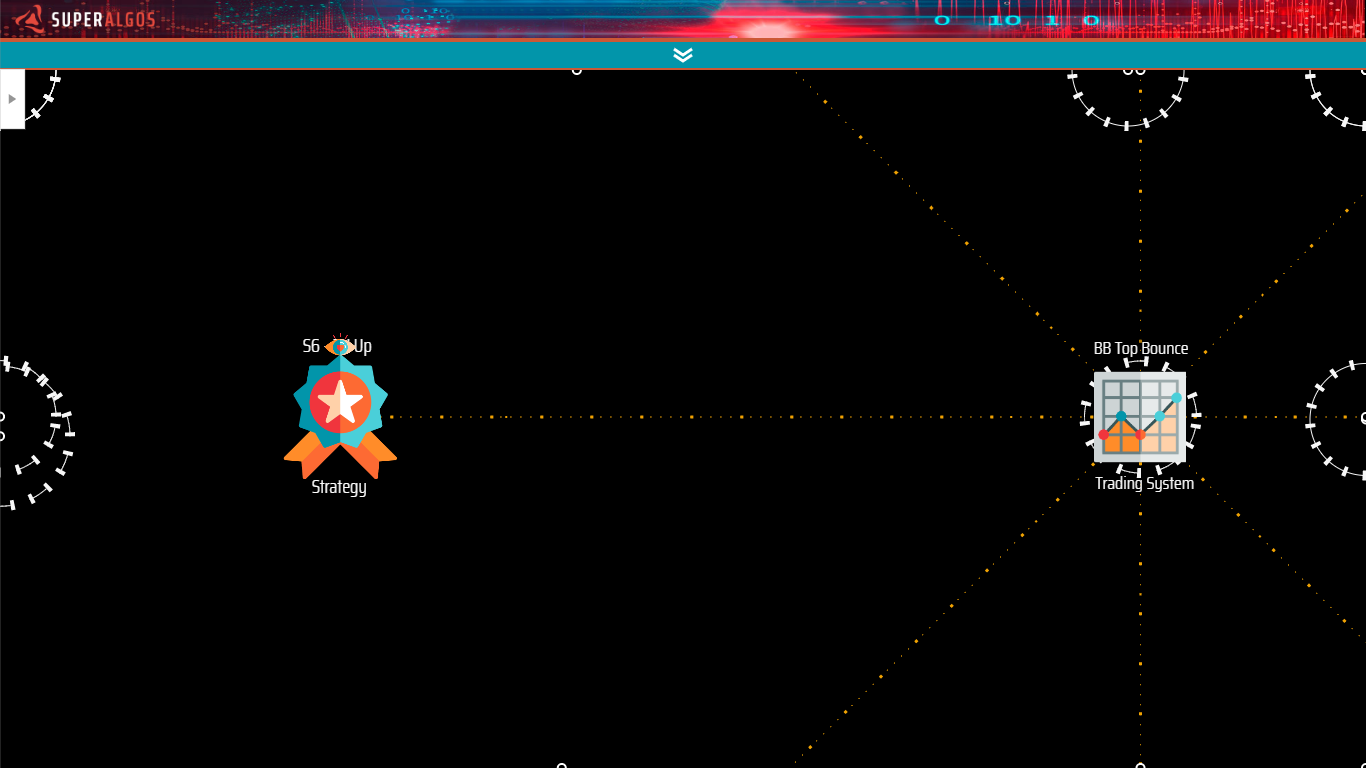 SUPERALGOS
0 10 1 0
S6 Up
BB Top Bounce
Strategy
Trading System